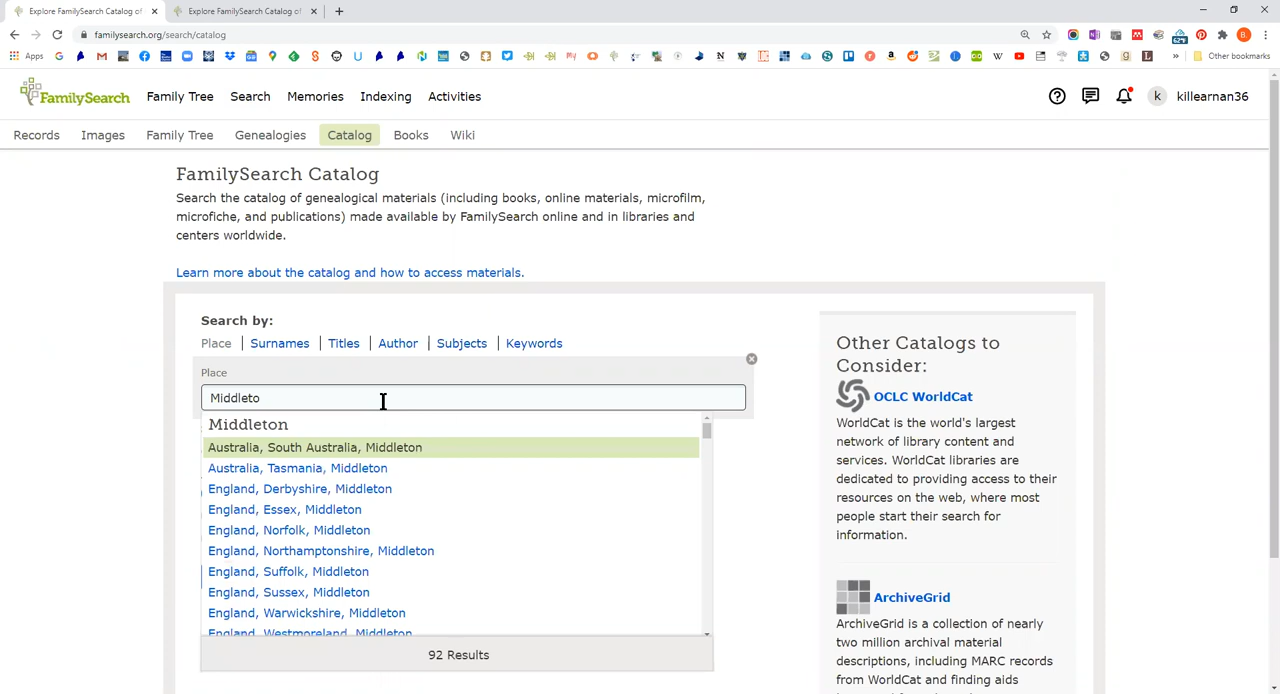 Explore FamilySearch Catalog of
Explore FamilySearch Catalog of
familysearch.org/search/catalog
Apps
Other bookmarks
FamilySearch
Family Tree
Search
Memories
Indexing
Activities
killearnan36
Records
Images
Family Tree
Genealogies
Catalog
Books
Wiki
FamilySearch Catalog
Search the catalog of genealogical materials (including books, online materials, microfilm,
microfiche, and publications) made available by FamilySearch online and in libraries and
centers worldwide.
Learn more about the catalog and how to access materials.
Search by:
Place | Surnames | Titles | Author | Subjects | Keywords
Place
Middleto
Middleton
Australia, South Australia, Middleton
Australia, Tasmania, Middleton
England, Derbyshire, Middleton
England, Essex, Middleton
England, Norfolk, Middleton
England, Northamptonshire, Middleton
England, Suffolk, Middleton
England, Sussex, Middleton
England, Warwickshire, Middleton
England, Westmoreland, Middleton
92 Results
Other Catalogs to
Consider:
OCLC WorldCat
WorldCat is the world's largest
network of library content and
services. WorldCat libraries are
dedicated to providing access to their
resources on the web, where most
people start their search for
information.
ArchiveGrid
ArchiveGrid is a collection of nearly
two million archival material
descriptions, including MARC records
from WorldCat and finding aids